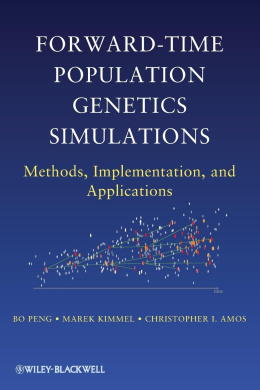 FORWARD-TIME
POPULATION
GENETICS
SIMULATIONS
Methods, Implementation, and
Applications
BO PENG • MAREK KIMMEL • CHRISTOPHER I. AMOS
WILEY-BLACKWELL